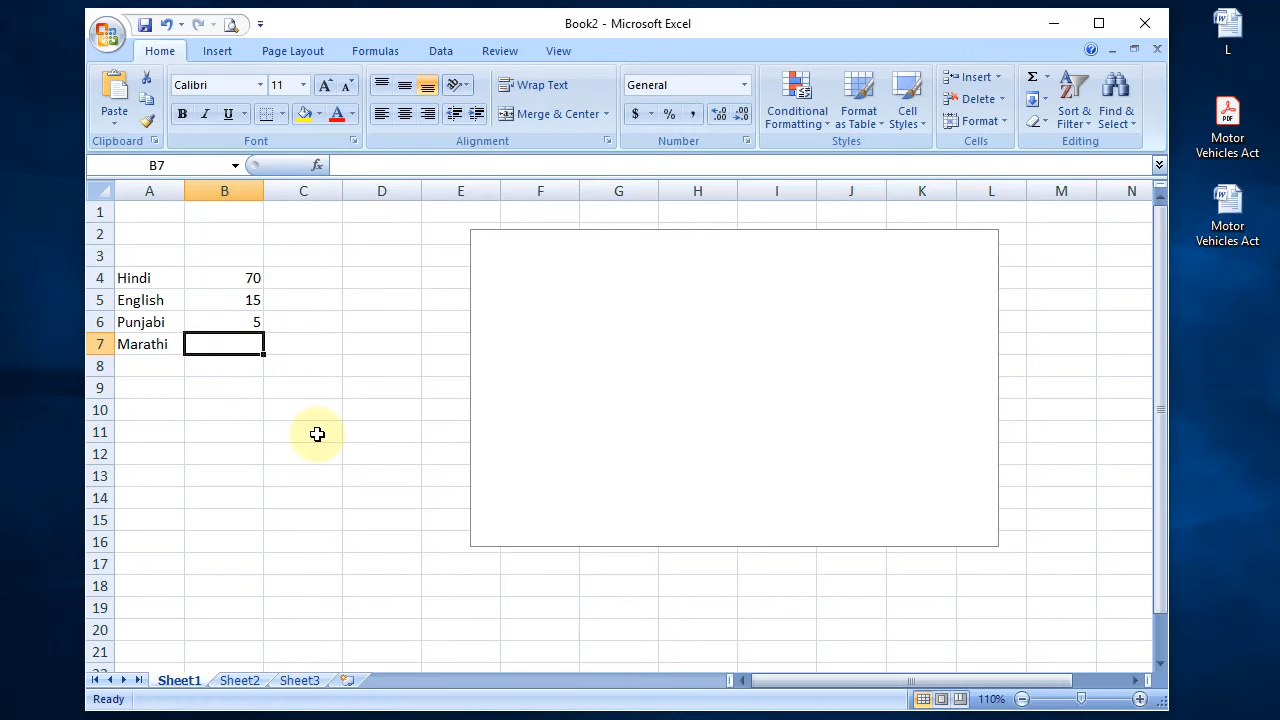 Book2 - Microsoft Excel
Home Insert Page Layout Formulas Data Review View
Paste
Calibri 11
B I U
Wrap Text
Merge & Center
General
$ % ,
Conditional Formatting
Format as Table
Cell Styles
Insert
Delete
Format
Σ
Sort & Filter
Find & Select
Clipboard Font Alignment Number Styles Cells Editing
B7 fx
A B C D E F G H I J K L M N
1
2
3
4 Hindi 70
5 English 15
6 Punjabi 5
7 Marathi
8
9
10
11
12
13
14
15
16
17
18
19
20
21
Sheet1 Sheet2 Sheet3
Ready 110%
L
Motor Vehicles Act
Motor Vehicles Act